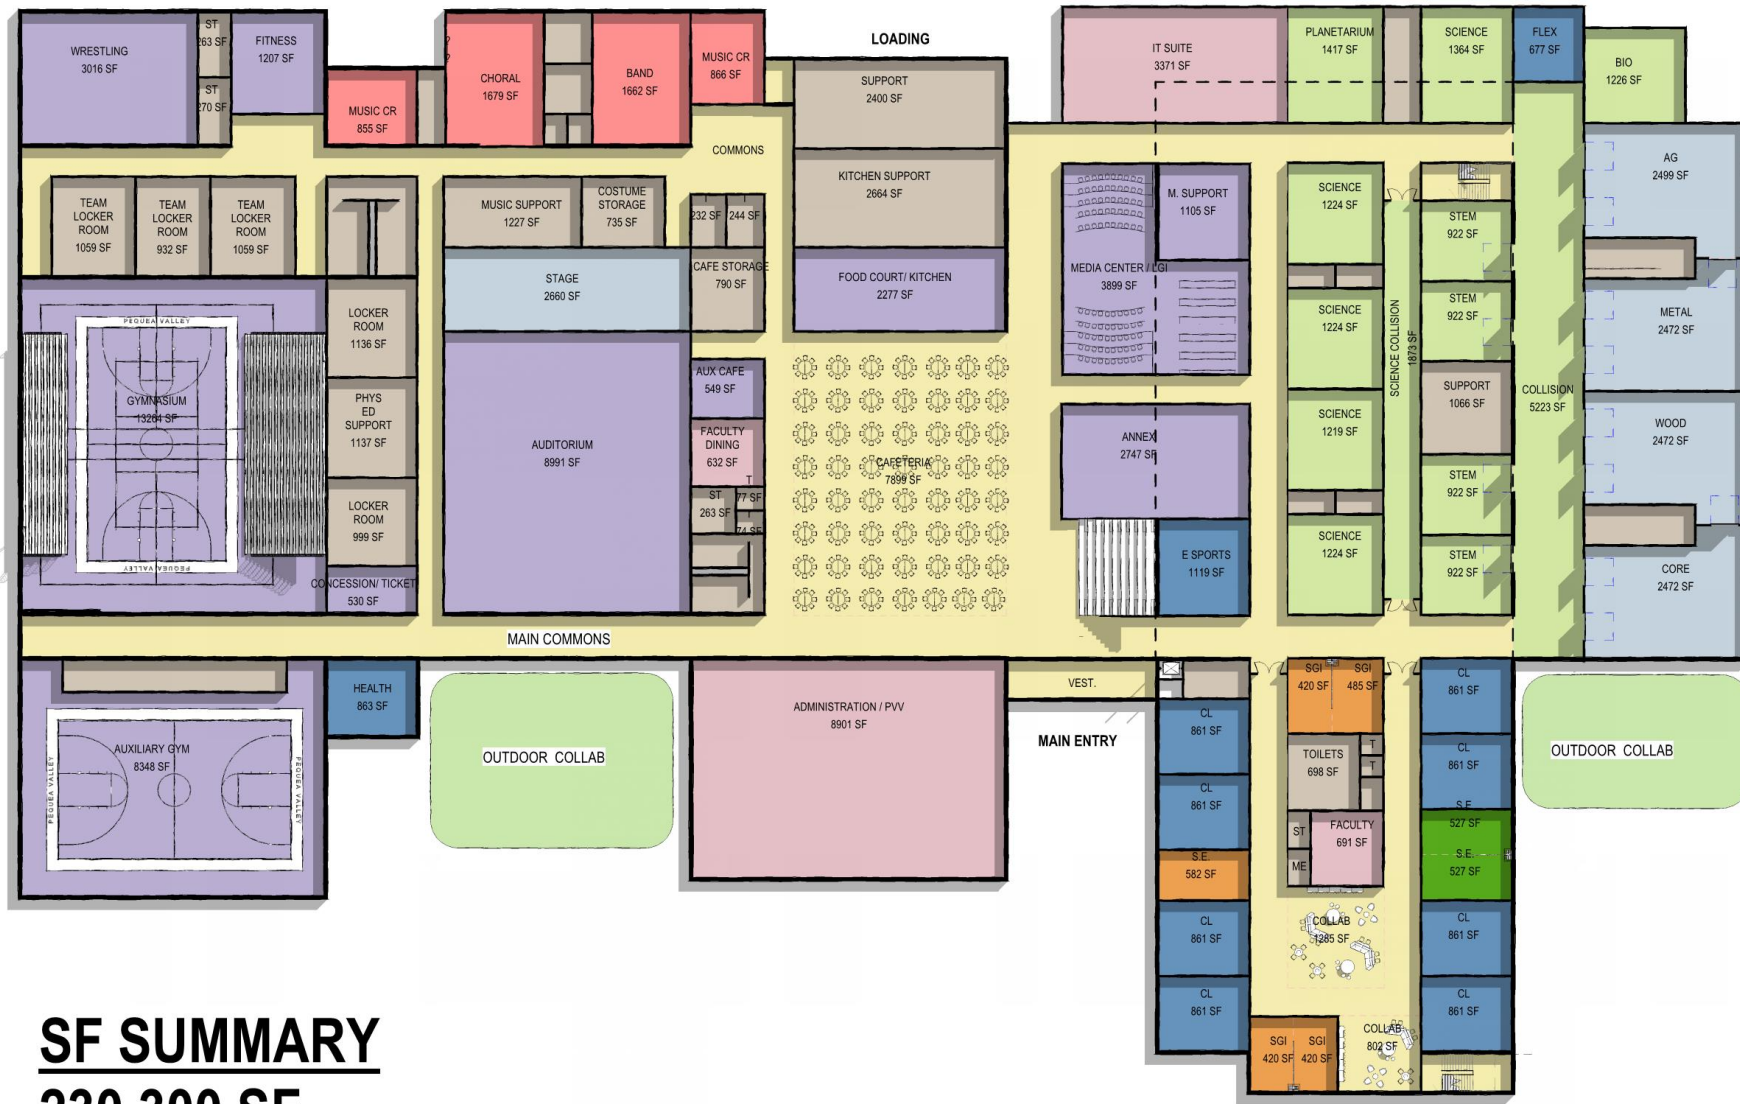 WRESTLING
3016 SF
ST
263 SF
ST
270 SF
FITNESS
1207 SF
MUSIC CR
855 SF
CHORAL
1679 SF
BAND
1662 SF
MUSIC CR
866 SF
LOADING
SUPPORT
2400 SF
IT SUITE
3371 SF
PLANETARIUM
1417 SF
SCIENCE
1364 SF
FLEX
677 SF
BIO
1226 SF
COMMONS
KITCHEN SUPPORT
2664 SF
TEAM
LOCKER
ROOM
1059 SF
TEAM
LOCKER
ROOM
932 SF
TEAM
LOCKER
ROOM
1059 SF
MUSIC SUPPORT
1227 SF
COSTUME
STORAGE
735 SF
232 SF
244 SF
M. SUPPORT
1105 SF
SCIENCE
1224 SF
STEM
922 SF
AG
2499 SF
STAGE
2660 SF
CAFE STORAGE
790 SF
FOOD COURT/ KITCHEN
2277 SF
MEDIA CENTER / LGI
3899 SF
SCIENCE
1224 SF
STEM
922 SF
METAL
2472 SF
PEQUEA VALLEY
GYMNASIUM
13264 SF
PEQUEA VALLEY
LOCKER
ROOM
1136 SF
PHYS
ED
SUPPORT
1137 SF
LOCKER
ROOM
999 SF
CONCESSION/ TICKET
530 SF
AUDITORIUM
8991 SF
AUX CAFE
549 SF
FACULTY
DINING
632 SF
T
77 SF
ST
263 SF
T
74 SF
CAFETERIA
7899 SF
ANNEX
2747 SF
E SPORTS
1119 SF
SCIENCE
1219 SF
SCIENCE
1224 SF
SCIENCE COLLISION
1873 SF
SUPPORT
1066 SF
STEM
922 SF
STEM
922 SF
COLLISION
5223 SF
WOOD
2472 SF
CORE
2472 SF
MAIN COMMONS
HEALTH
863 SF
AUXILIARY GYM
8348 SF
PEQUEA VALLEY
PEQUEA VALLEY
OUTDOOR COLLAB
ADMINISTRATION / PVV
8901 SF
VEST.
MAIN ENTRY
CL
861 SF
CL
861 SF
S.E.
582 SF
CL
861 SF
CL
861 SF
SGI
420 SF
SGI
485 SF
TOILETS
698 SF
T
T
ST
ME
FACULTY
691 SF
COLLAB
1285 SF
SGI
420 SF
SGI
420 SF
COLLAB
802 SF
CL
861 SF
CL
861 SF
S.E.
527 SF
S.E.
527 SF
CL
861 SF
CL
861 SF
OUTDOOR COLLAB
SF SUMMARY